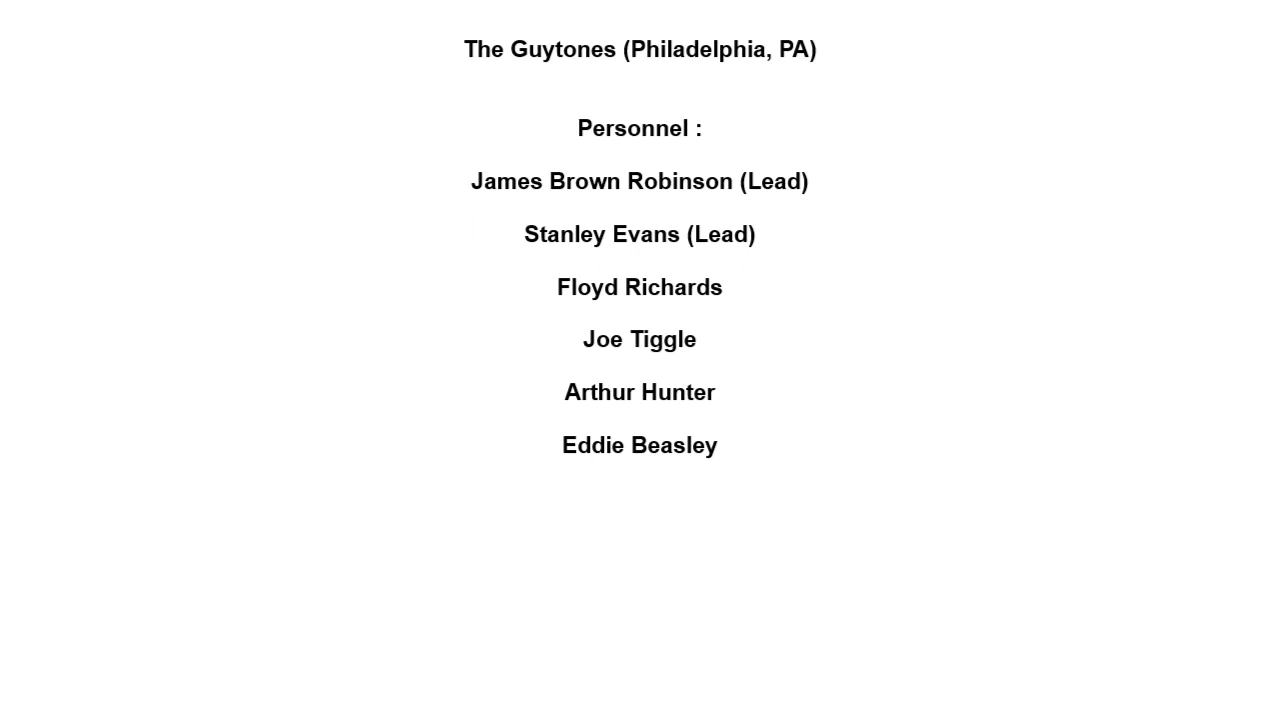 The Guytones (Philadelphia, PA)
Personnel :
James Brown Robinson (Lead)
Stanley Evans (Lead)
Floyd Richards
Joe Tiggle
Arthur Hunter
Eddie Beasley